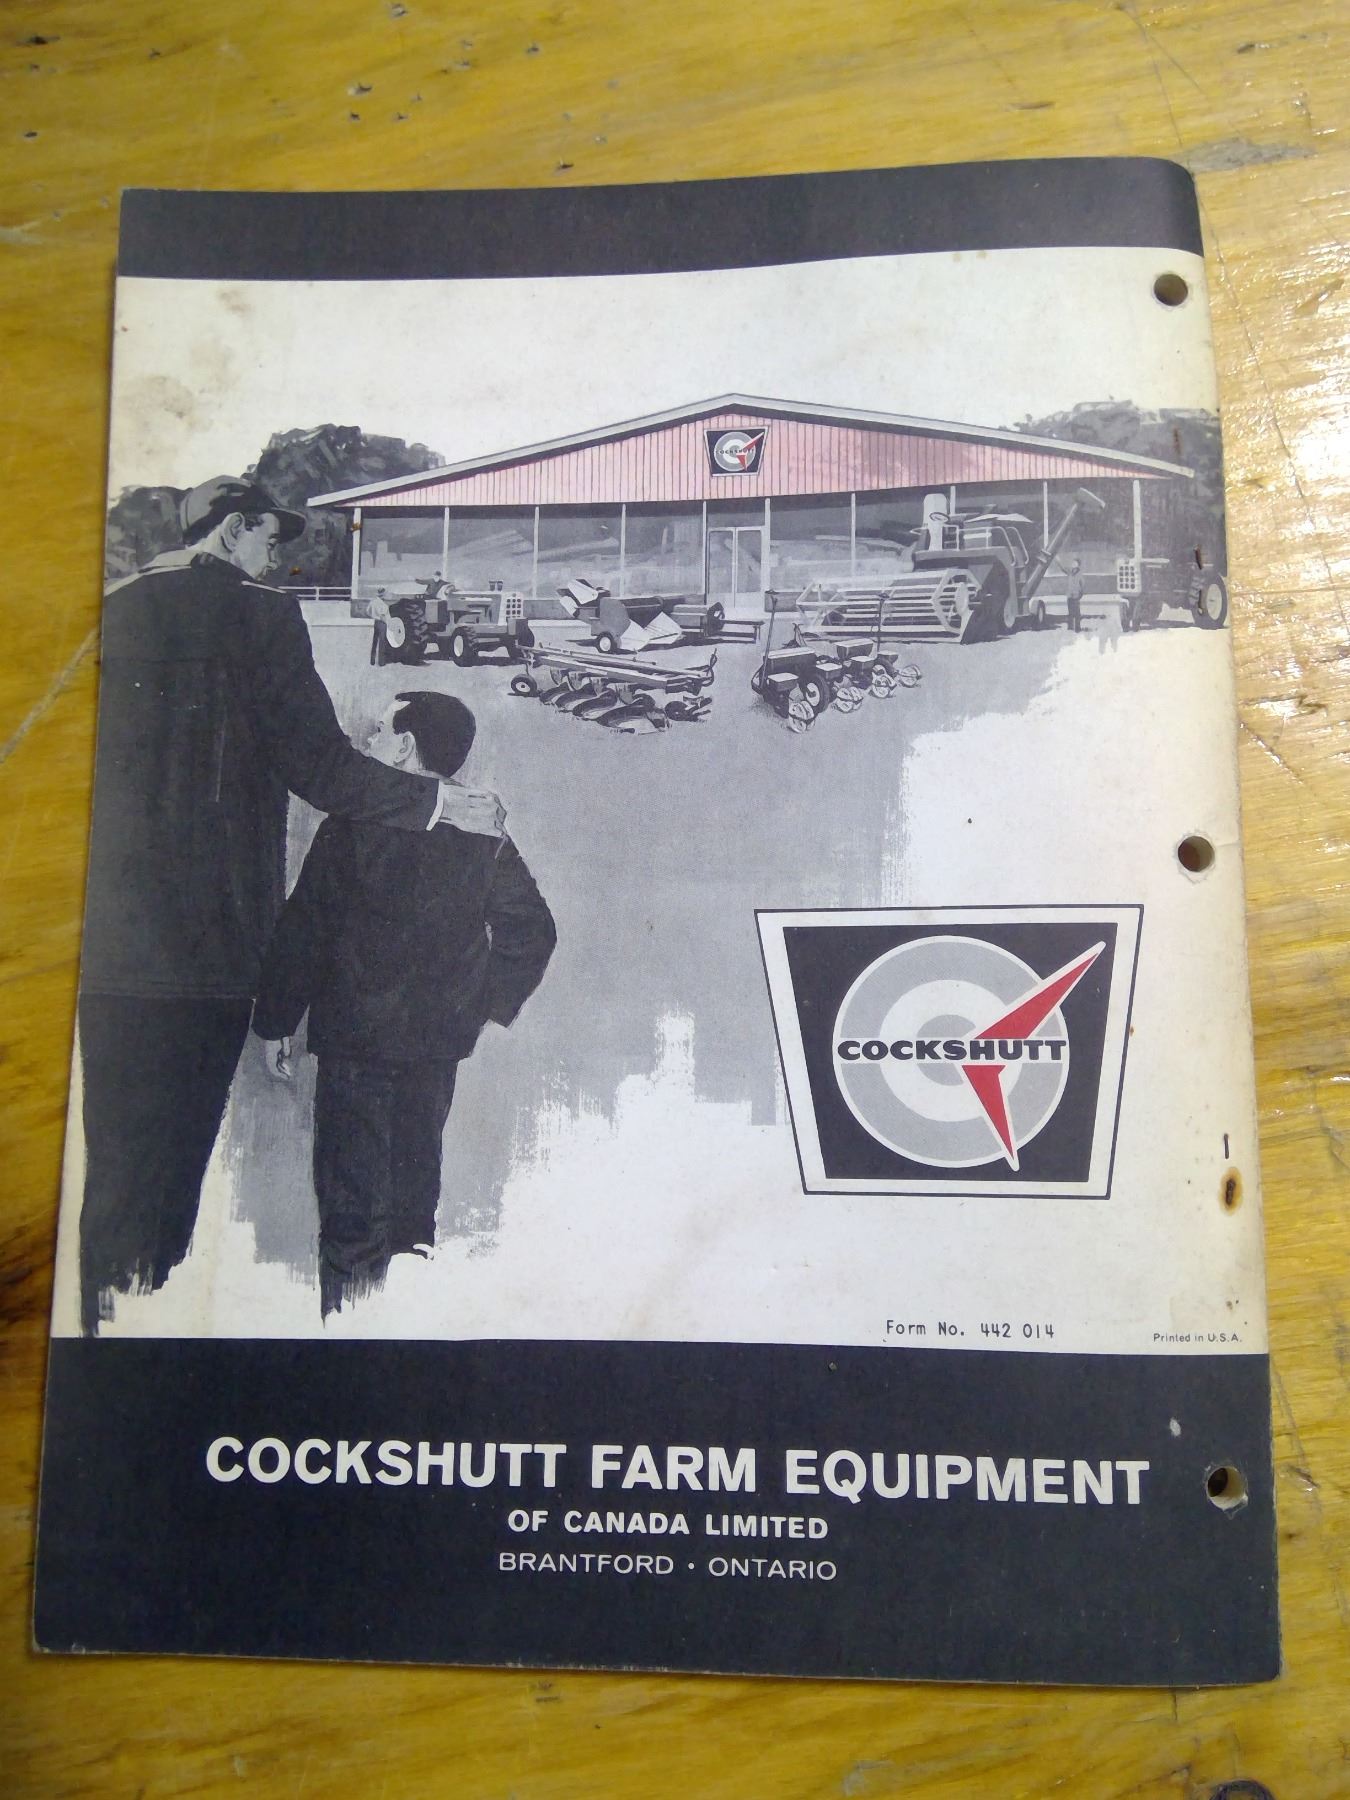 COCKSHUTT
COCKSHUTT
Form No. 442 014
Printed in U.S.A.
COCKSHUTT FARM EQUIPMENT
OF CANADA LIMITED
BRANTFORD • ONTARIO